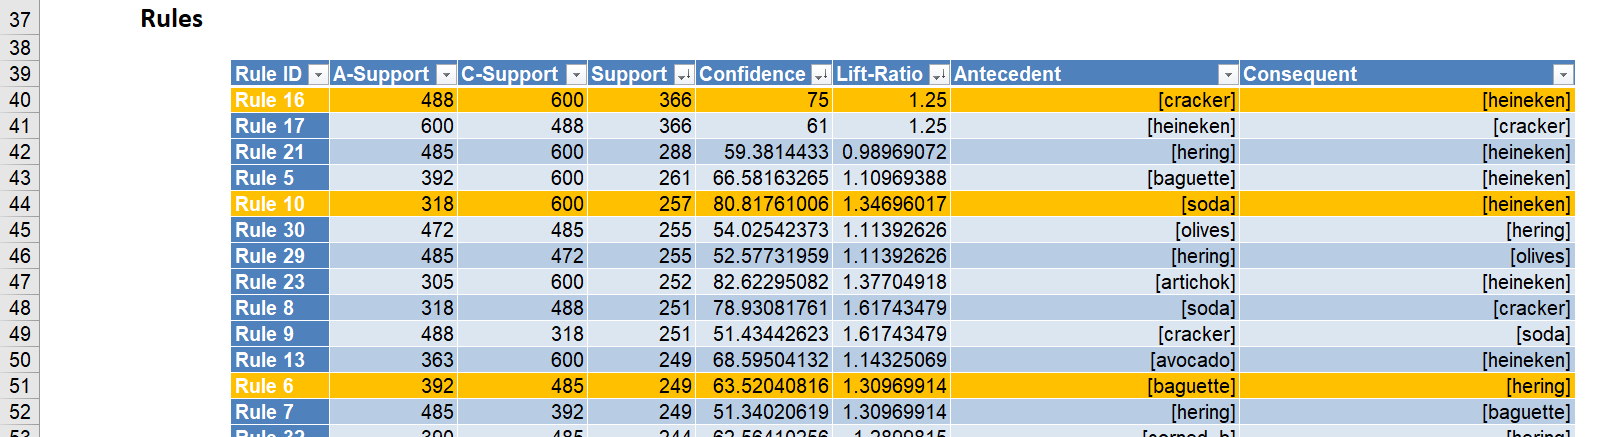 37 Rules
38
39 Rule ID A-Support C-Support Support Confidence Lift-Ratio Antecedent Consequent
40 Rule 16 488 600 366 75 1.25 [cracker] [heineken]
41 Rule 17 600 488 366 61 1.25 [heineken] [cracker]
42 Rule 21 485 600 288 59.3814433 0.98969072 [hering] [heineken]
43 Rule 5 392 600 261 66.58163265 1.10969388 [baguette] [heineken]
44 Rule 10 318 600 257 80.81761006 1.34696017 [soda] [heineken]
45 Rule 30 472 485 255 54.02542373 1.11392626 [olives] [hering]
46 Rule 29 485 472 255 52.57731959 1.11392626 [hering] [olives]
47 Rule 23 305 600 252 82.62295082 1.37704918 [artichok] [heineken]
48 Rule 8 318 488 251 78.93081761 1.61743479 [soda] [cracker]
49 Rule 9 488 318 251 51.43442623 1.61743479 [cracker] [soda]
50 Rule 13 363 600 249 68.59504132 1.14325069 [avocado] [heineken]
51 Rule 6 392 485 249 63.52040816 1.30969914 [baguette] [hering]
52 Rule 7 485 392 249 51.34020619 1.30969914 [hering] [baguette]